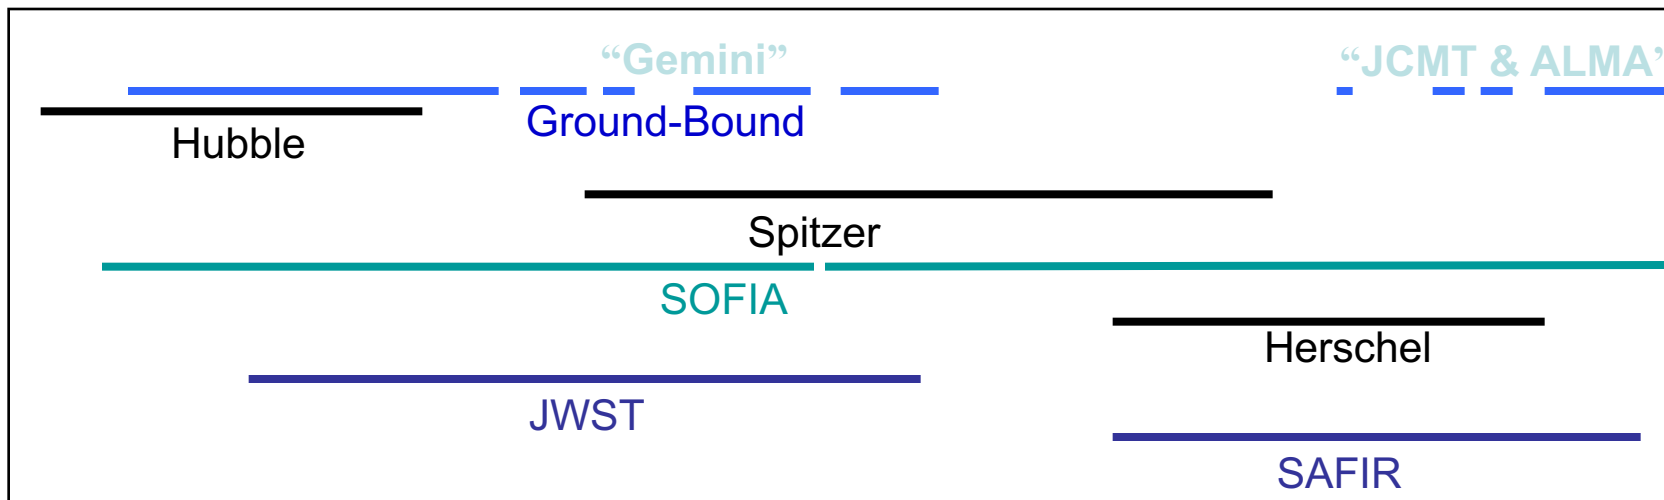 “Gemini”
“JCMT & ALMA”
Ground-Bound
Hubble
Spitzer
SOFIA
Herschel
JWST
SAFIR